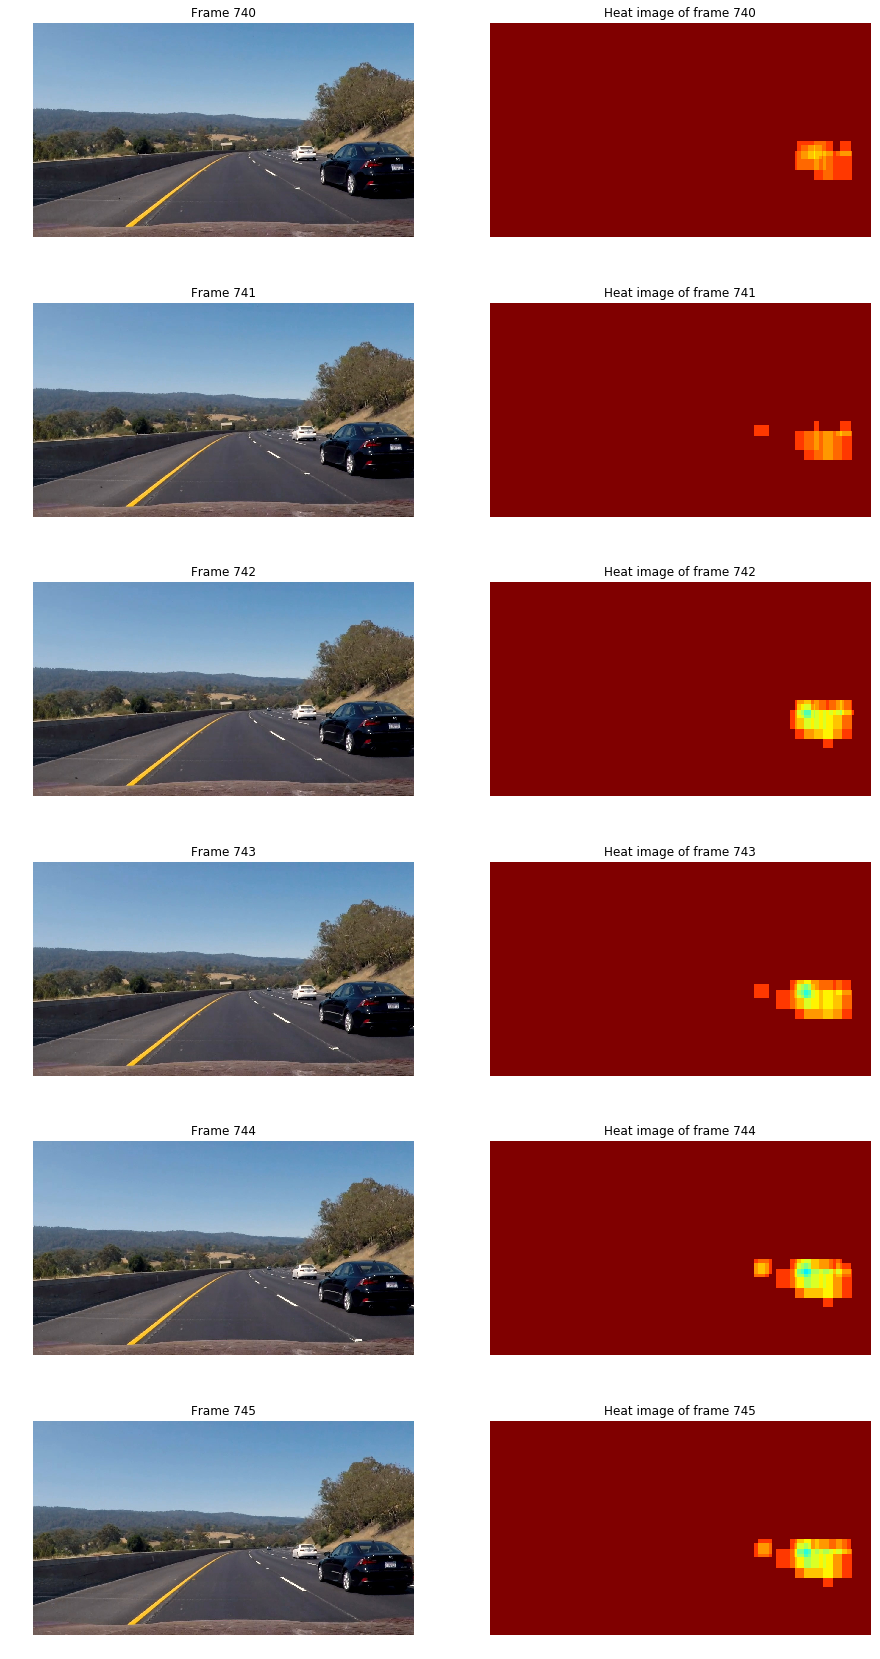 Frame 740
Heat image of frame 740
Frame 741
Heat image of frame 741
Frame 742
Heat image of frame 742
Frame 743
Heat image of frame 743
Frame 744
Heat image of frame 744
Frame 745
Heat image of frame 745